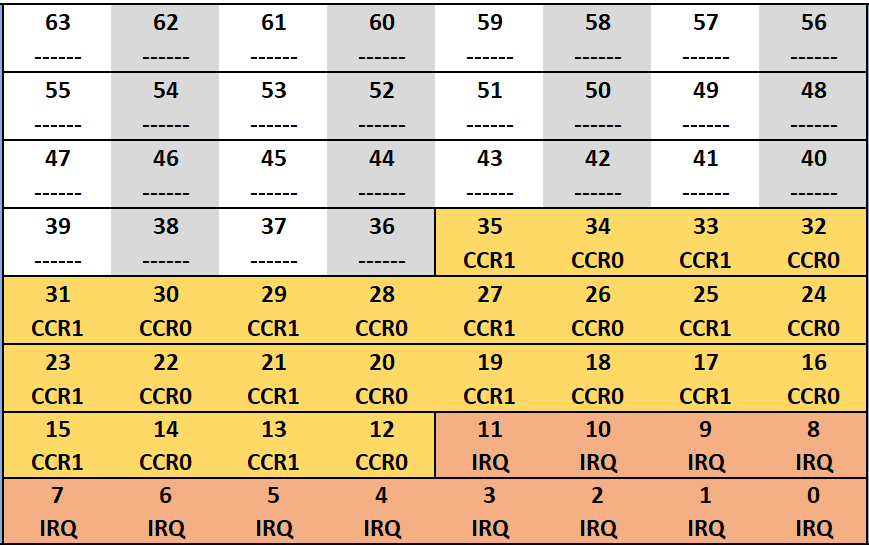 63 62 61 60 59 58 57 56
------ ------ ------ ------ ------ ------ ------ ------
55 54 53 52 51 50 49 48
------ ------ ------ ------ ------ ------ ------ ------
47 46 45 44 43 42 41 40
------ ------ ------ ------ ------ ------ ------ ------
39 38 37 36 35 34 33 32
------ ------ ------ ------ CCR1 CCR0 CCR1 CCR0
31 30 29 28 27 26 25 24
CCR1 CCR0 CCR1 CCR0 CCR1 CCR0 CCR1 CCR0
23 22 21 20 19 18 17 16
CCR1 CCR0 CCR1 CCR0 CCR1 CCR0 CCR1 CCR0
15 14 13 12 11 10 9 8
CCR1 CCR0 CCR1 CCR0 IRQ IRQ IRQ IRQ
7 6 5 4 3 2 1 0
IRQ IRQ IRQ IRQ IRQ IRQ IRQ IRQ